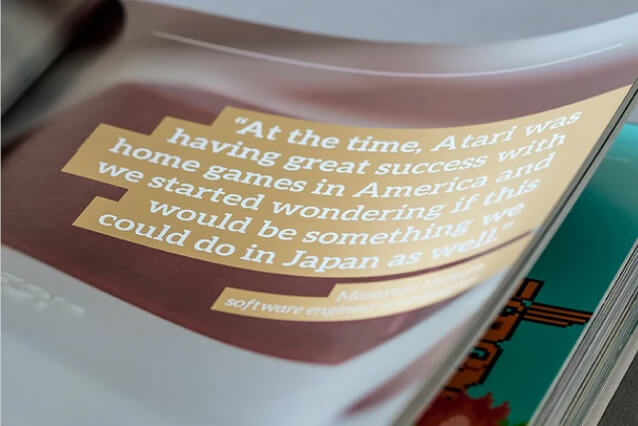 “At the time, Atari was
having great success with
home games in America and
we started wondering if this
would be something we
could do in Japan as well.”
Masayuki
software engineer